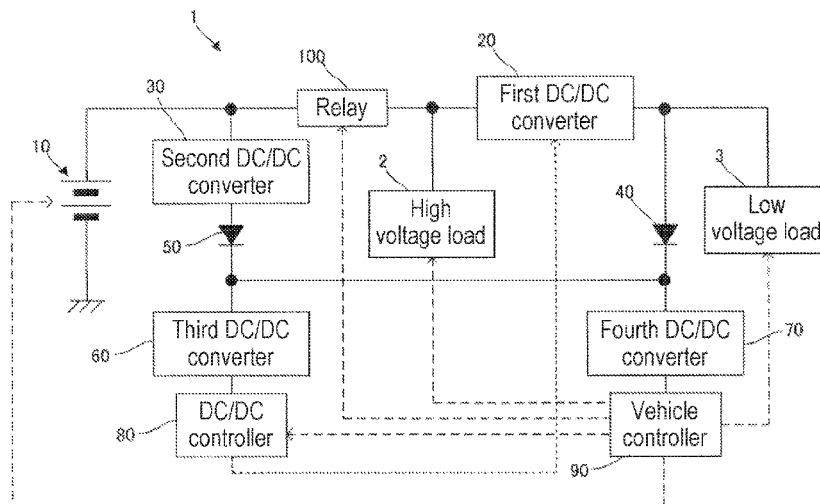 1
20
100
30
Relay
First DC/DC
converter
10
Second DC/DC
converter
2
High
voltage load
40
3
Low
voltage load
50
Third DC/DC
converter
60
Fourth DC/DC
converter
70
DC/DC
controller
80
Vehicle
controller
90